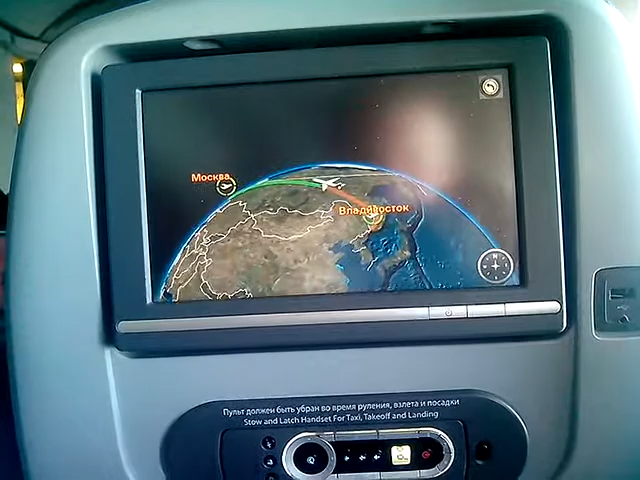 Москва
Владивосток
Пульт должен быть убран во время руления, взлета и посадки
Stow and Latch Handset For Taxi, Takeoff and Landing